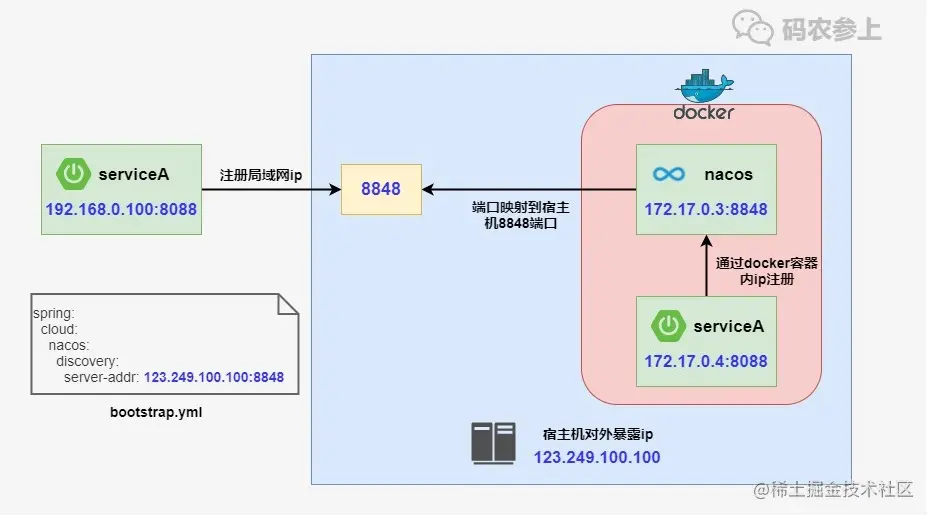 码农参上
docker
serviceA
192.168.0.100:8088
注册局域网ip
8848
端口映射到宿主
机8848端口
nacos
172.17.0.3:8848
通过docker容器
内ip注册
serviceA
172.17.0.4:8088
spring:
cloud:
nacos:
discovery:
server-addr: 123.249.100.100:8848
bootstrap.yml
宿主机对外暴露ip
123.249.100.100
@稀土掘金技术社区